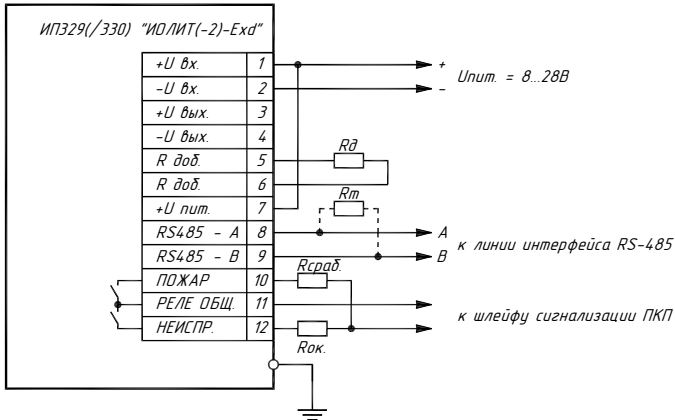 ИП329(/330) "ИОЛИТ(-2)-Exd"
+U вх. 1 +
-U вх. 2 -
Uпит. = 8...28В
+U вых. 3
-U вых. 4
R доб. 5 Rд
R доб. 6
+U пит. 7 Rт
RS485 - A 8 A
RS485 - B 9 B
к линии интерфейса RS-485
ПОЖАР 10 Rсраб.
РЕЛЕ ОБЩ. 11
к шлейфу сигнализации ПКП
НЕИСПР. 12
Rок.